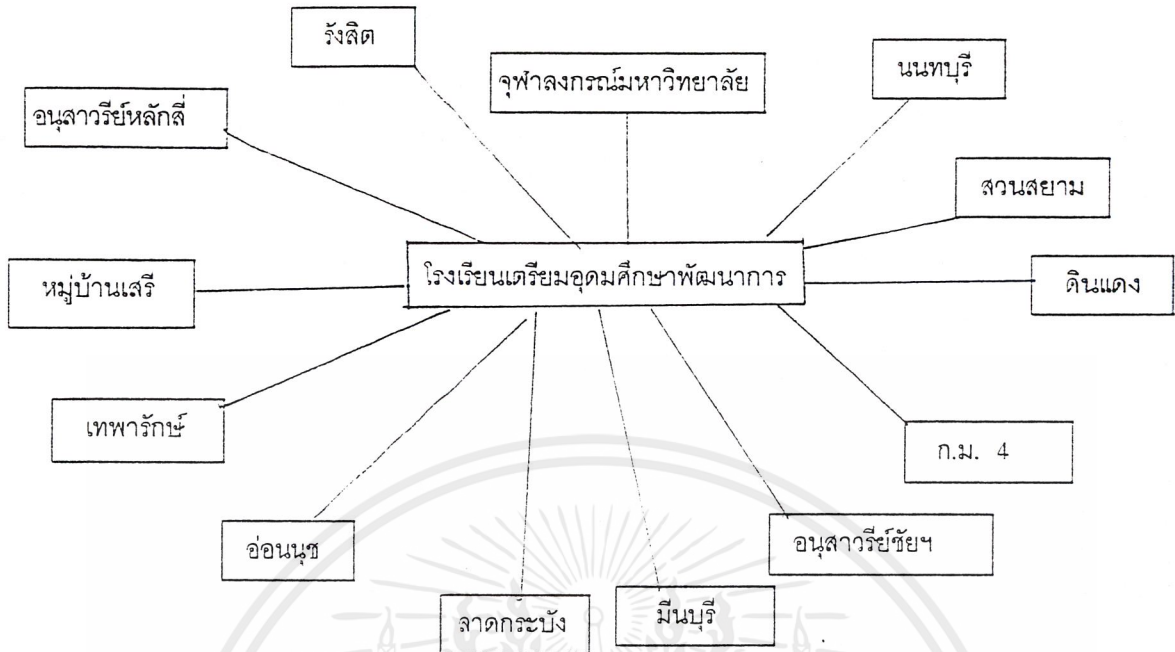 รังสิต
จุฬาลงกรณ์มหาวิทยาลัย
นนทบุรี
อนุสาวรีย์หลักสี่
สวนสยาม
โรงเรียนเตรียมอุดมศึกษาพัฒนาการ
หมู่บ้านเสรี
ดินแดง
เทพารักษ์
ก.ม. 4
อ่อนนุช
อนุสาวรีย์ชัยฯ
ลาดกระบัง
มีนบุรี